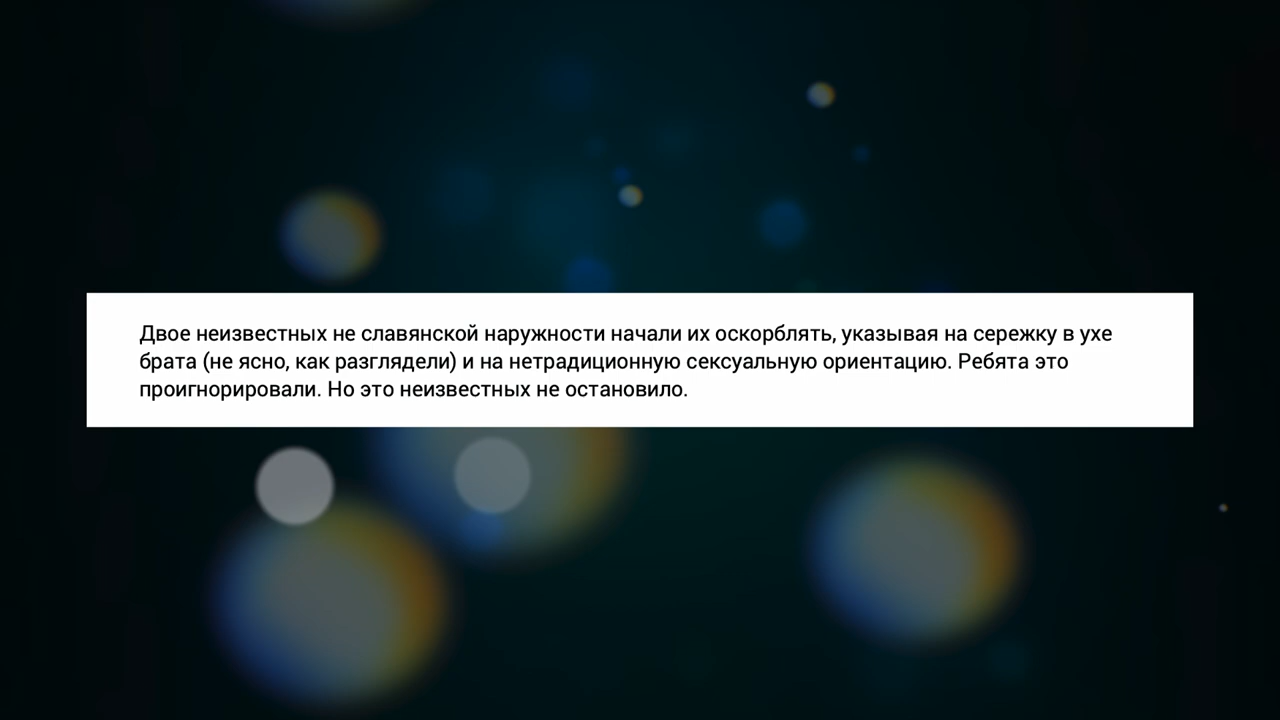 Двое неизвестных не славянской наружности начали их оскорблять, указывая на сережку в ухе
брата (не ясно, как разглядели) и на нетрадиционную сексуальную ориентацию. Ребята это
проигнорировали. Но это неизвестных не остановило.